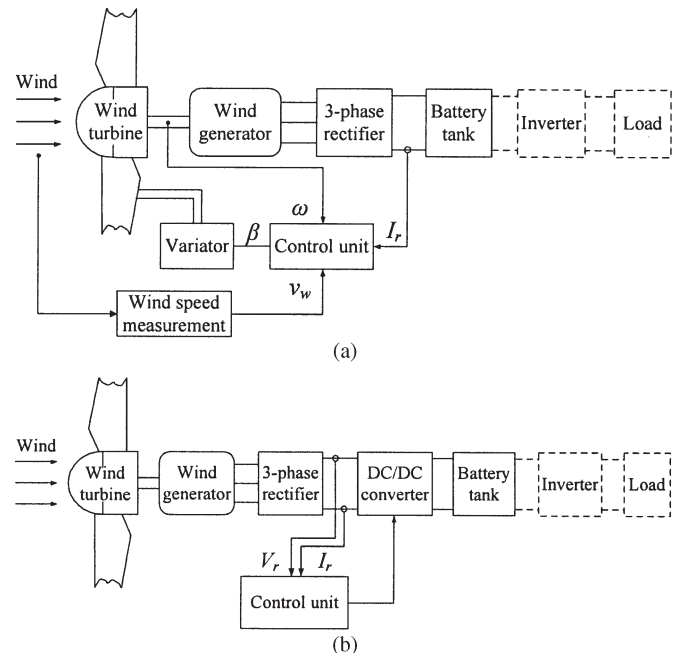 Wind
Wind
turbine
Wind
generator
3-phase
rectifier
Battery
tank
Inverter
Load
ω
I_r
Variator
β
Control unit
v_w
Wind speed
measurement
(a)
Wind
Wind
turbine
Wind
generator
3-phase
rectifier
DC/DC
converter
Battery
tank
Inverter
Load
V_r
I_r
Control unit
(b)